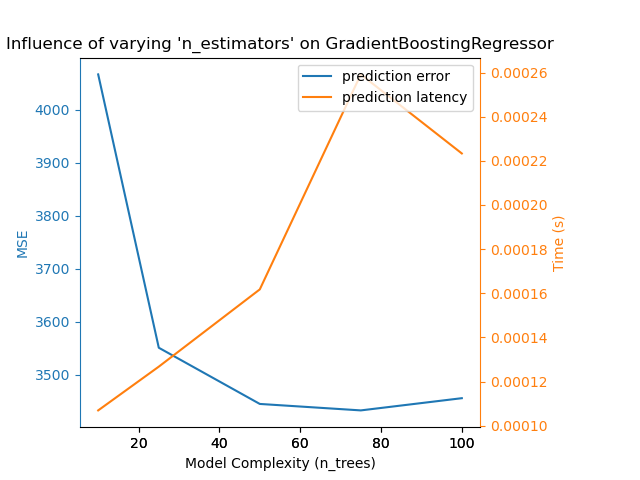 Influence of varying 'n_estimators' on GradientBoostingRegressor
prediction error
prediction latency
4000
3900
3800
3700
3600
3500
MSE
0.00026
0.00024
0.00022
0.00020
0.00018
0.00016
0.00014
0.00012
0.00010
Time (s)
20 40 60 80 100
Model Complexity (n_trees)